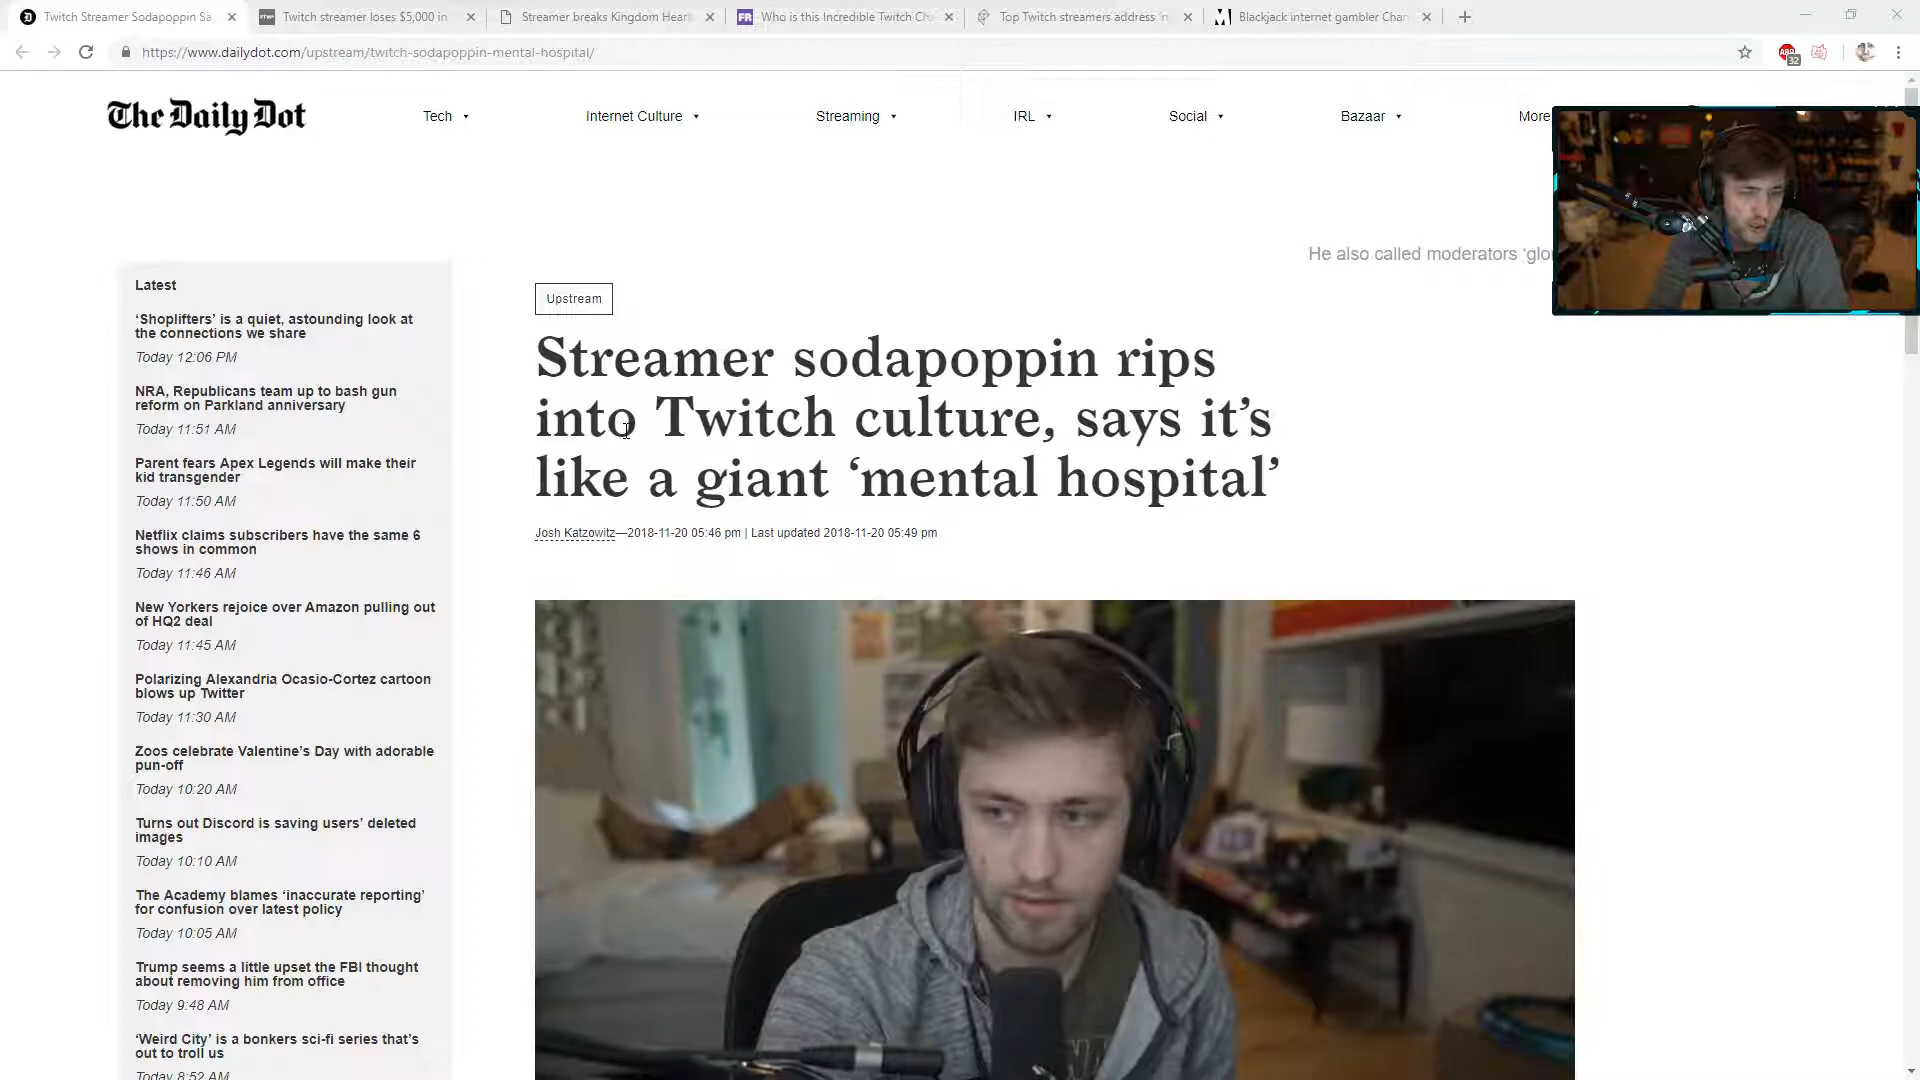 Twitch Streamer Sodapoppin Sa
Twitch streamer loses $5,000 in
Streamer breaks Kingdom Hear
FR
Who is this Incredible Twitch Ch
Top Twitch streamers address 'n
Blackjack internet gambler Chan
https://www.dailydot.com/upstream/twitch-sodapoppin-mental-hospital/
ABP
32
The Daily Dot
Tech
Internet Culture
Streaming
IRL
Social
Bazaar
More
He also called moderators ‘glo
Latest
‘Shoplifters’ is a quiet, astounding look at
the connections we share
Today 12:06 PM
NRA, Republicans team up to bash gun
reform on Parkland anniversary
Today 11:51 AM
Parent fears Apex Legends will make their
kid transgender
Today 11:50 AM
Netflix claims subscribers have the same 6
shows in common
Today 11:46 AM
New Yorkers rejoice over Amazon pulling out
of HQ2 deal
Today 11:45 AM
Polarizing Alexandria Ocasio-Cortez cartoon
blows up Twitter
Today 11:30 AM
Zoos celebrate Valentine’s Day with adorable
pun-off
Today 10:20 AM
Turns out Discord is saving users’ deleted
images
Today 10:10 AM
The Academy blames ‘inaccurate reporting’
for confusion over latest policy
Today 10:05 AM
Trump seems a little upset the FBI thought
about removing him from office
Today 9:48 AM
‘Weird City’ is a bonkers sci-fi series that’s
out to troll us
Today 8:52 AM
Upstream
Streamer sodapoppin rips
into Twitch culture, says it’s
like a giant ‘mental hospital’
Josh Katzowitz—2018-11-20 05:46 pm | Last updated 2018-11-20 05:49 pm